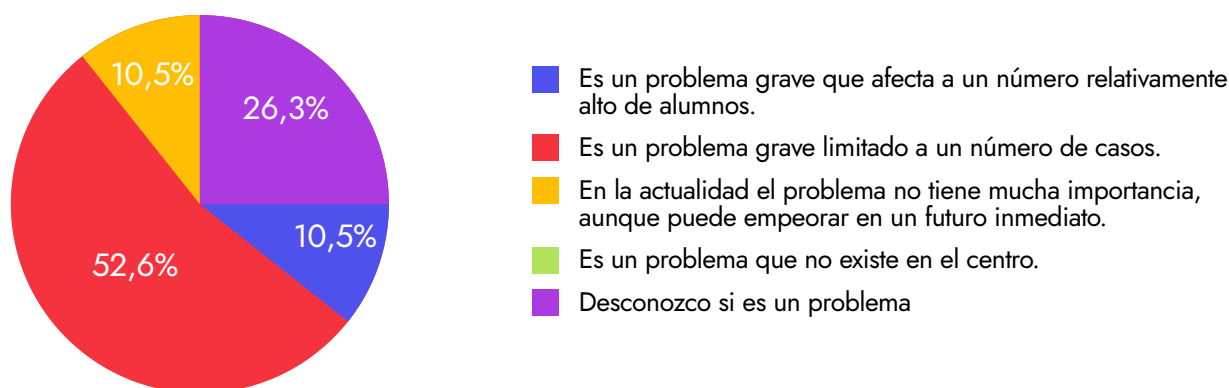 10,5%
26,3%
10,5%
52,6%
Es un problema grave que afecta a un número relativamente
alto de alumnos.
Es un problema grave limitado a un número de casos.
En la actualidad el problema no tiene mucha importancia,
aunque puede empeorar en un futuro inmediato.
Es un problema que no existe en el centro.
Desconozco si es un problema